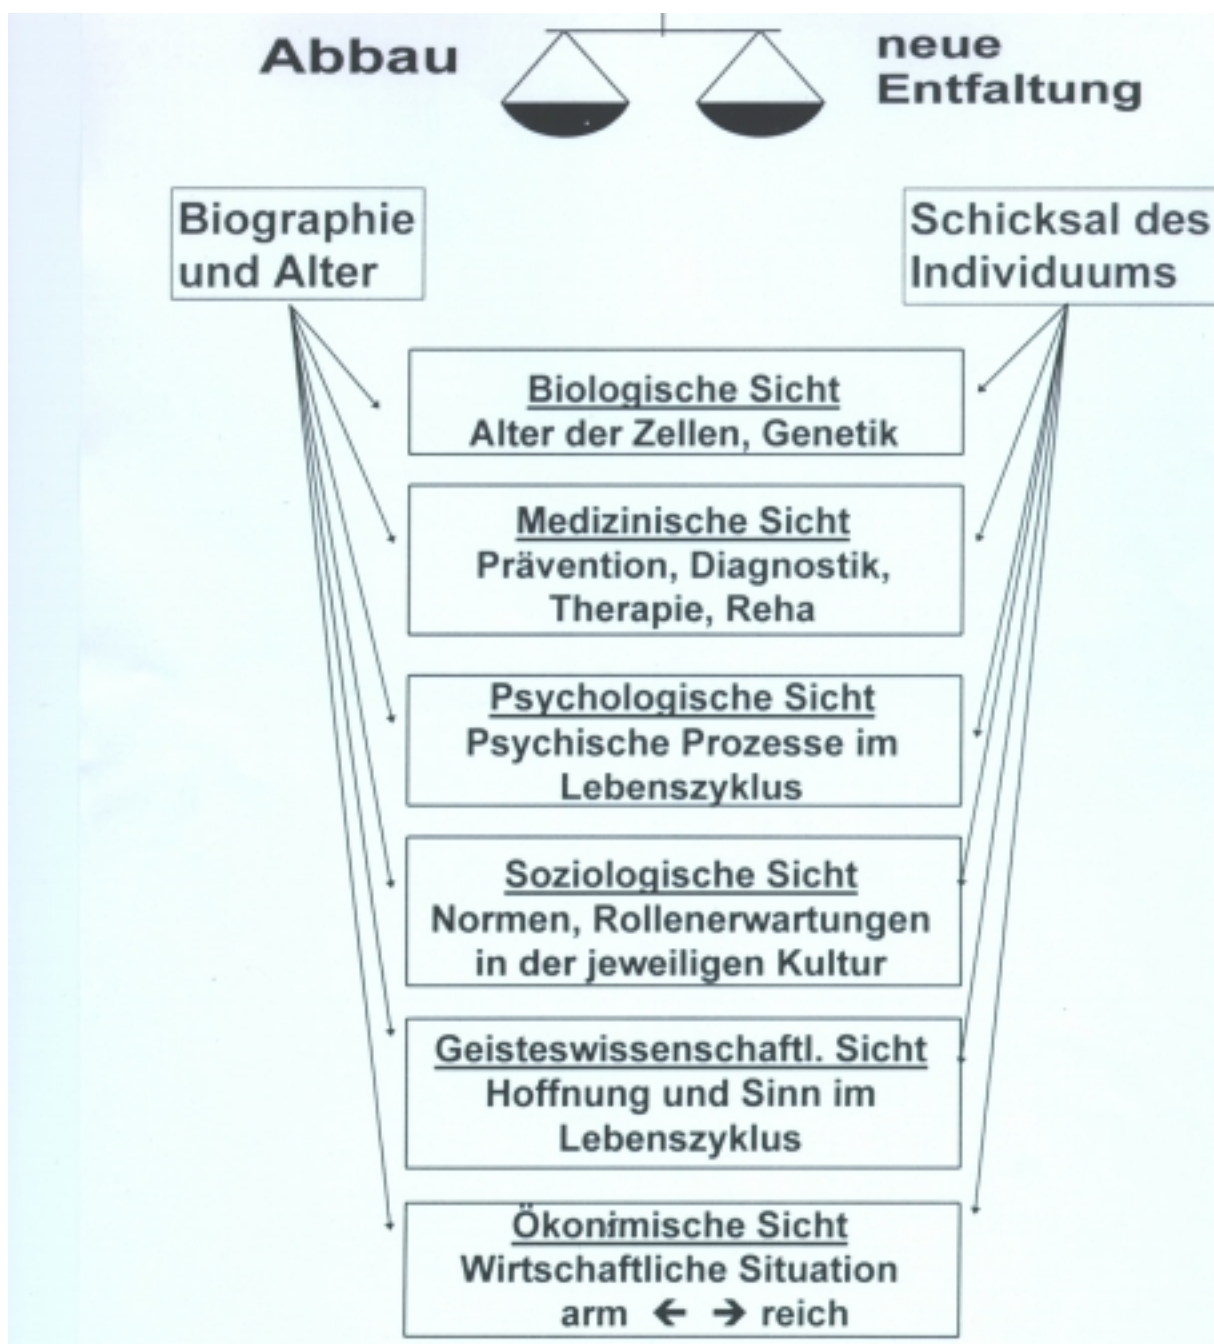 Abbau
neue
Entfaltung
Biographie
und Alter
Schicksal des
Individuums
Biologische Sicht
Alter der Zellen, Genetik
Medizinische Sicht
Prävention, Diagnostik,
Therapie, Reha
Psychologische Sicht
Psychische Prozesse im
Lebenszyklus
Soziologische Sicht
Normen, Rollenerwartungen
in der jeweiligen Kultur
Geisteswissenschaftl. Sicht
Hoffnung und Sinn im
Lebenszyklus
Ökonimische Sicht
Wirtschaftliche Situation
arm ← → reich